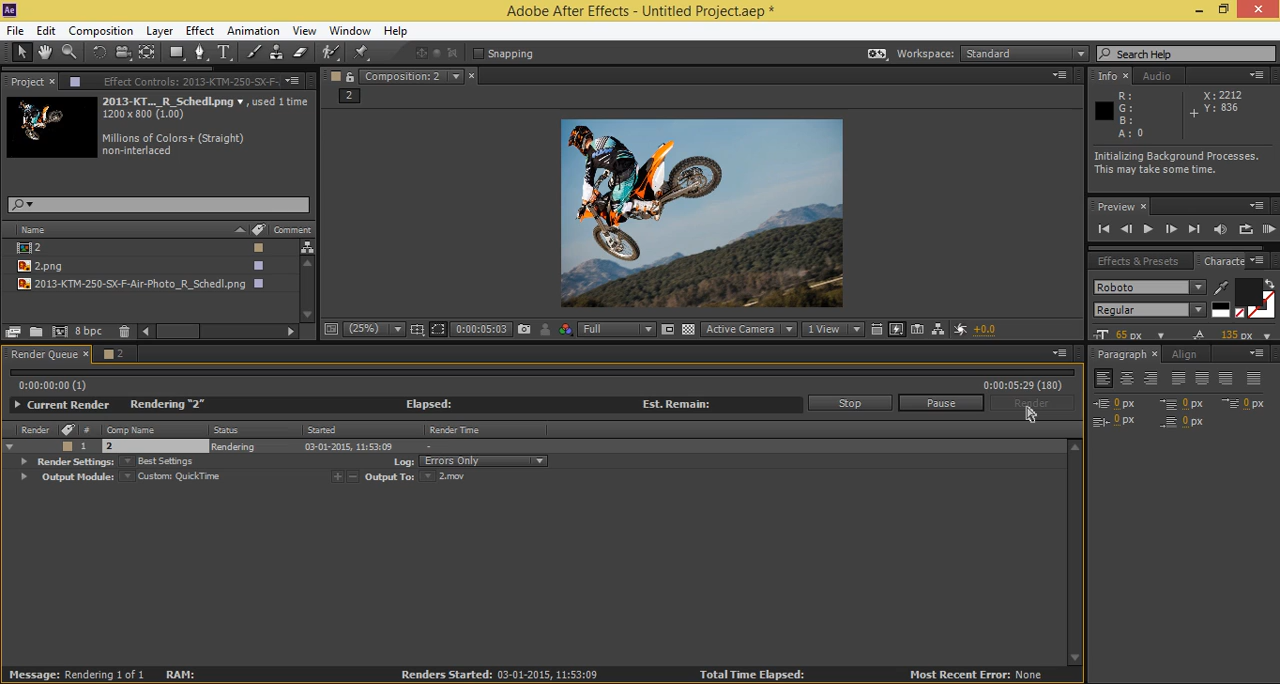 Ae
Adobe After Effects - Untitled Project.aep *
File Edit Composition Layer Effect Animation View Window Help
Snapping
Workspace: Standard
Search Help
Project × Effect Controls: 2013-KTM-250-SX-F-
2013-KT..._R_Schedl.png ▾ , used 1 time
1200 x 800 (1.00)
Millions of Colors+ (Straight)
non-interlaced
Name Comment
2
2.png
2013-KTM-250-SX-F-Air-Photo_R_Schedl.png
8 bpc
Composition: 2 ×
2
(25%) 0:00:05:03 Full Active Camera 1 View +0.0
Info × Audio
R :
G :
B :
A : 0
X : 2212
Y : 836
Initializing Background Processes.
This may take some time.
Preview ×
Effects & Presets Characte
Roboto
Regular
65 px 135 px
Render Queue × 2
0:00:00:00 (1) 0:00:05:29 (180)
Current Render Rendering "2" Elapsed: Est. Remain: Stop Pause Render
Render # Comp Name Status Started Render Time
1 2 Rendering 03-01-2015, 11:53:09 -
Render Settings: Best Settings Log: Errors Only
Output Module: Custom: QuickTime + − Output To: 2.mov
Paragraph × Align
0 px 0 px 0 px
0 px 0 px
Message: Rendering 1 of 1 RAM: Renders Started: 03-01-2015, 11:53:09 Total Time Elapsed: Most Recent Error: None